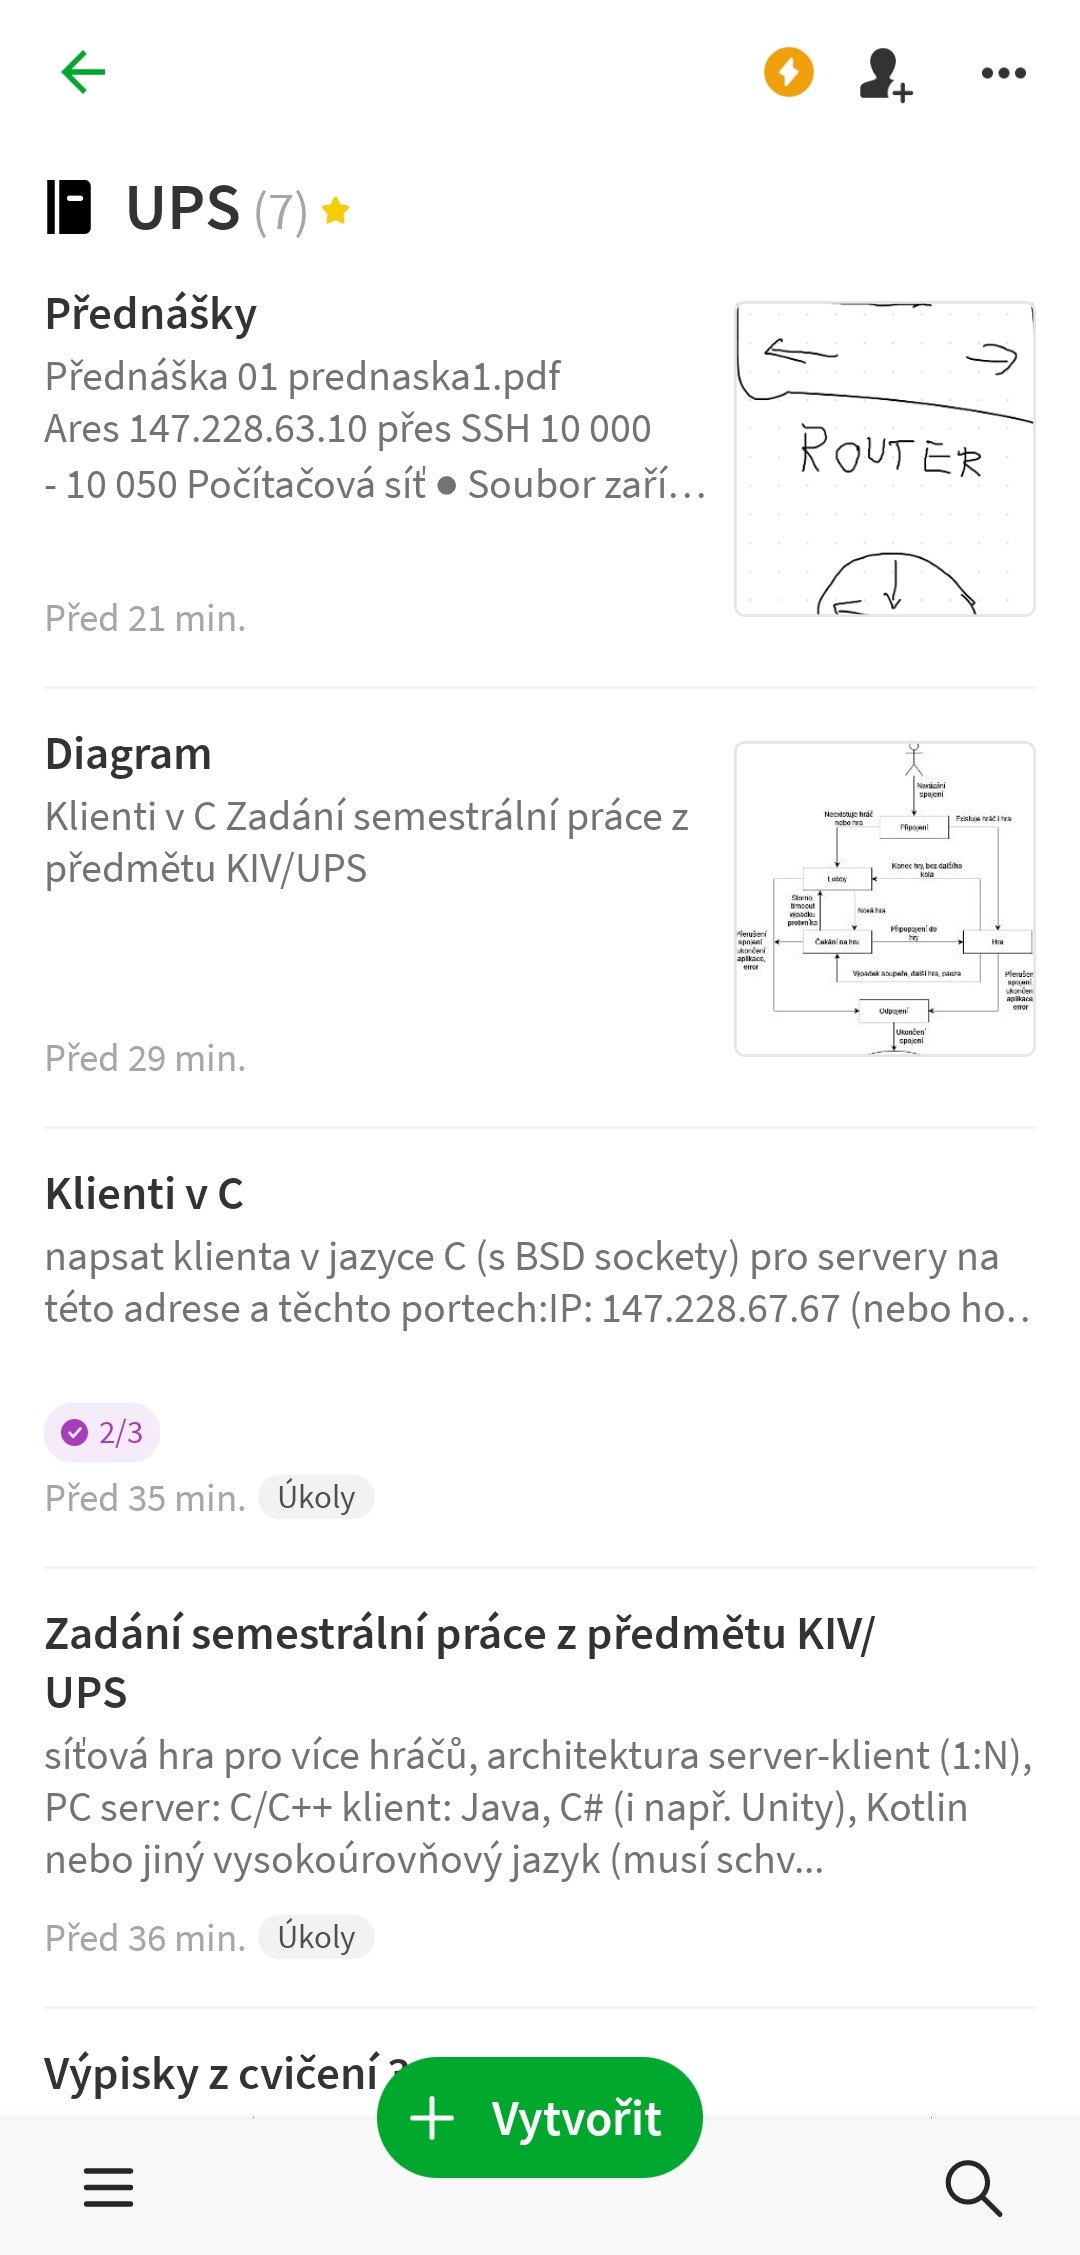 UPS (7)
Přednášky
Přednáška 01 prednaska1.pdf
Ares 147.228.63.10 přes SSH 10 000
- 10 050 Počítačová síť ● Soubor zaří…
Před 21 min.
ROUTER
Diagram
Klienti v C Zadání semestrální práce z
předmětu KIV/UPS
Před 29 min.
Navázání
spojení
Neexistuje hráč
nebo hra
Existuje hráč i hra
Připojení
Konec hry, bez dalšího
kola
Lobby
Storno,
timeout
výpadku
protivníka
Nová hra
Připopojení do
hry
Přerušení
spojení
ukončení
aplikace,
error
Čekání na hru
Hra
Výpadek soupeře, další hra, pauza
Přerušen
spojení,
ukončen
aplikace
error
Odpojení
Ukončení
spojení
Klienti v C
napsat klienta v jazyce C (s BSD sockety) pro servery na
této adrese a těchto portech:IP: 147.228.67.67 (nebo ho..
2/3
Před 35 min. Úkoly
Zadání semestrální práce z předmětu KIV/
UPS
síťová hra pro více hráčů, architektura server-klient (1:N),
PC server: C/C++ klient: Java, C# (i např. Unity), Kotlin
nebo jiný vysokoúrovňový jazyk (musí schv...
Před 36 min. Úkoly
Výpisky z cvičení
Vytvořit